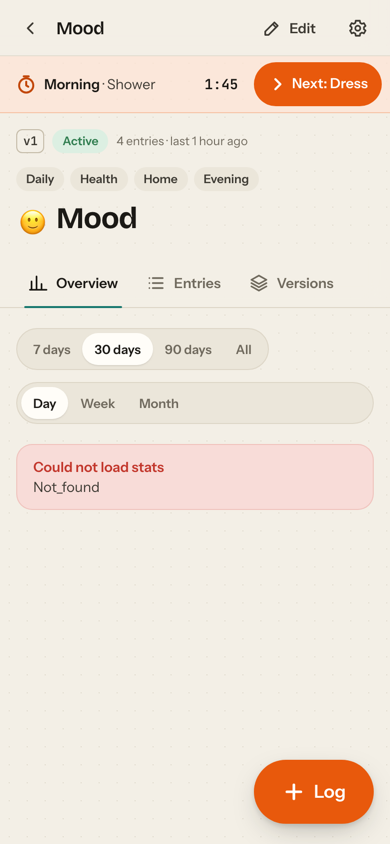 Mood Edit
Morning · Shower 1:45 Next: Dress
v1 Active 4 entries · last 1 hour ago
Daily Health Home Evening
Mood
Overview Entries Versions
7 days 30 days 90 days All
Day Week Month
Could not load stats
Not_found
Log